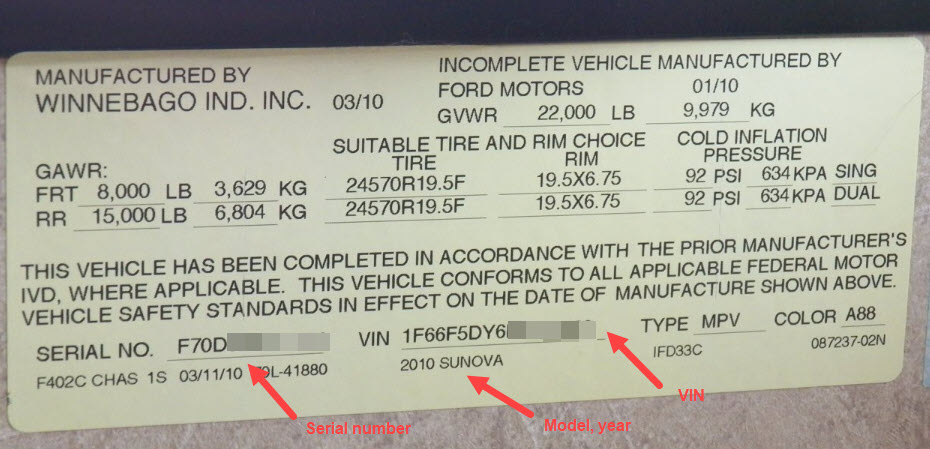 MANUFACTURED BY
WINNEBAGO IND. INC. 03/10
INCOMPLETE VEHICLE MANUFACTURED BY
FORD MOTORS 01/10
GVWR 22,000 LB 9,979 KG
SUITABLE TIRE AND RIM CHOICE
TIRE RIM
COLD INFLATION
PRESSURE
GAWR:
FRT 8,000 LB 3,629 KG 24570R19.5F 19.5X6.75 92 PSI 634 KPA SING
RR 15,000 LB 6,804 KG 24570R19.5F 19.5X6.75 92 PSI 634 KPA DUAL
THIS VEHICLE HAS BEEN COMPLETED IN ACCORDANCE WITH THE PRIOR MANUFACTURER'S
IVD, WHERE APPLICABLE. THIS VEHICLE CONFORMS TO ALL APPLICABLE FEDERAL MOTOR
VEHICLE SAFETY STANDARDS IN EFFECT ON THE DATE OF MANUFACTURE SHOWN ABOVE.
SERIAL NO. F70D VIN 1F66F5DY6 TYPE MPV COLOR A88
F402C CHAS 1S 03/11/10 2010 SUNOVA IFD33C 087237-02N
Serial number
Model, year
VIN